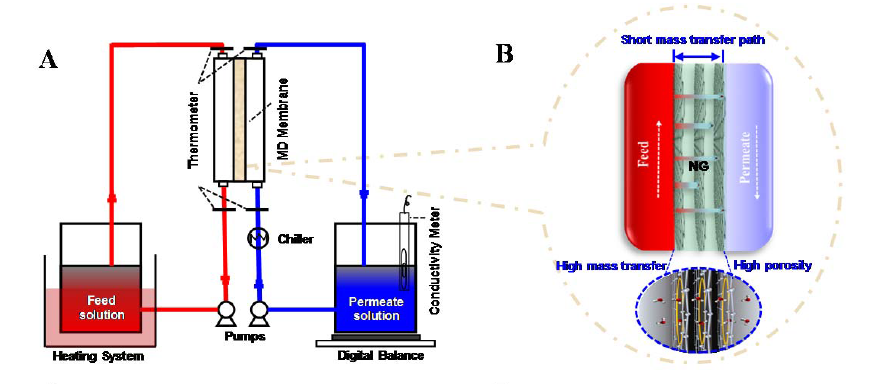 A
Thermometer
MD Membrane
Chiller
Conductivity Meter
Feed
solution
Permeate
solution
Pumps
Heating System
Digital Balance
B
Short mass transfer path
Feed
NG
Permeate
High mass transfer
High porosity